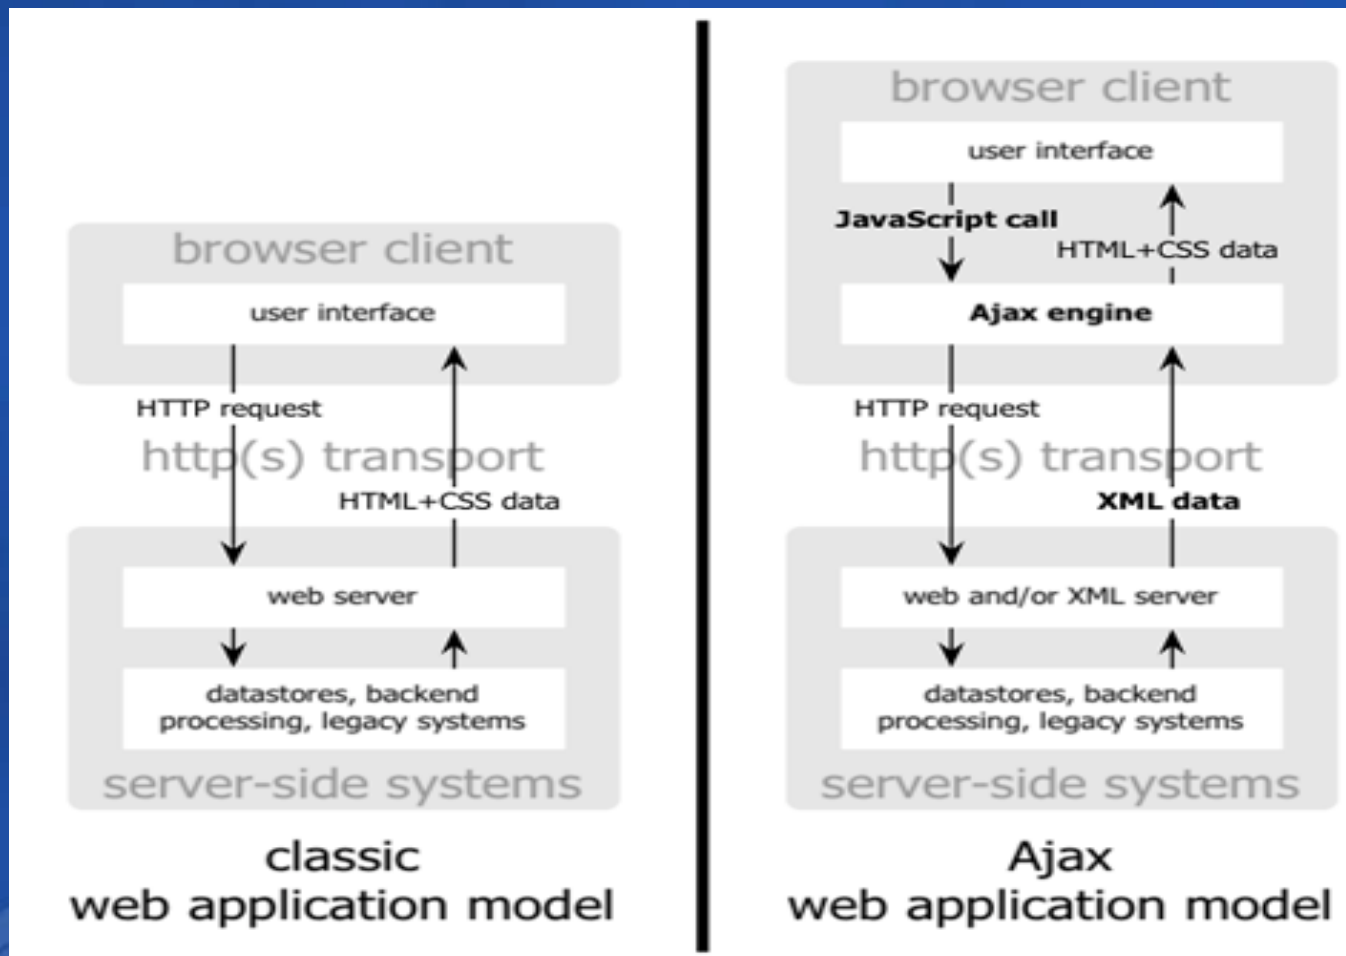 browser client
user interface
HTTP request
http(s) transport
HTML+CSS data
web server
datastores, backend
processing, legacy systems
server-side systems
classic
web application model
browser client
user interface
JavaScript call
HTML+CSS data
Ajax engine
HTTP request
http(s) transport
XML data
web and/or XML server
datastores, backend
processing, legacy systems
server-side systems
Ajax
web application model